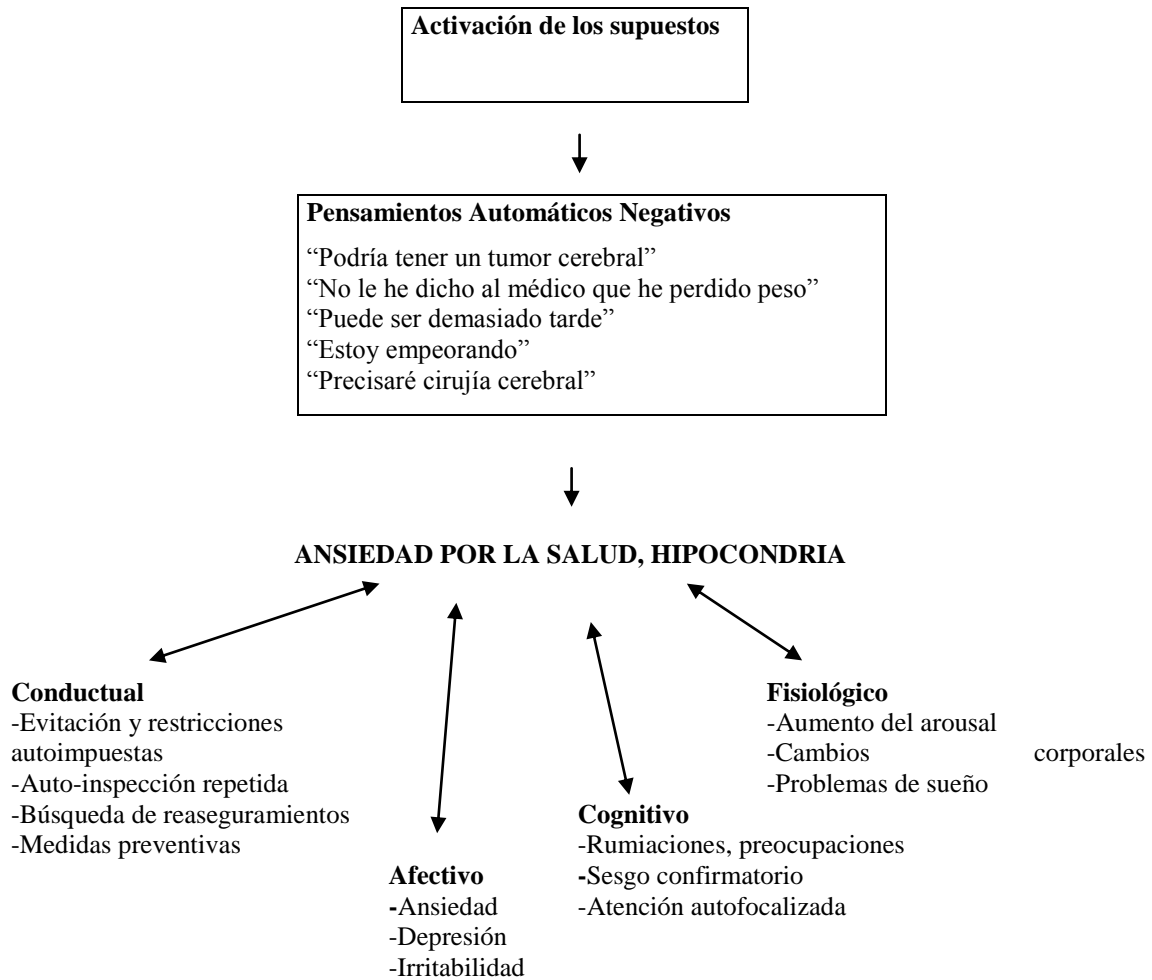 Activación de los supuestos
Pensamientos Automáticos Negativos
“Podría tener un tumor cerebral”
“No le he dicho al médico que he perdido peso”
“Puede ser demasiado tarde”
“Estoy empeorando”
“Precisaré cirujía cerebral”
ANSIEDAD POR LA SALUD, HIPOCONDRIA
Conductual
-Evitación y restricciones
autoimpuestas
-Auto-inspección repetida
-Búsqueda de reaseguramientos
-Medidas preventivas
Afectivo
-Ansiedad
-Depresión
-Irritabilidad
Cognitivo
-Rumiaciones, preocupaciones
-Sesgo confirmatorio
-Atención autofocalizada
Fisiológico
-Aumento del arousal
-Cambios corporales
-Problemas de sueño